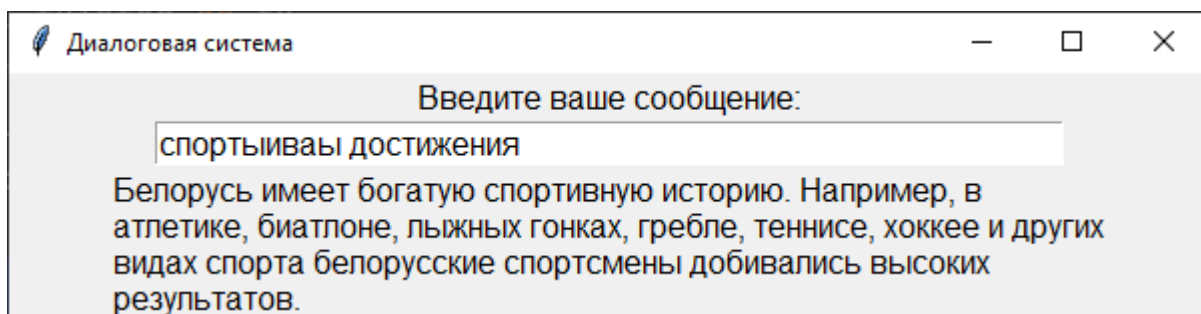 Диалоговая система
Введите ваше сообщение:
спортыиваы достижения
Белорусь имеет богатую спортивную историю. Например, в
атлетике, биатлоне, лыжных гонках, гребле, теннисе, хоккее и других
видах спорта белорусские спортсмены добивались высоких
результатов.